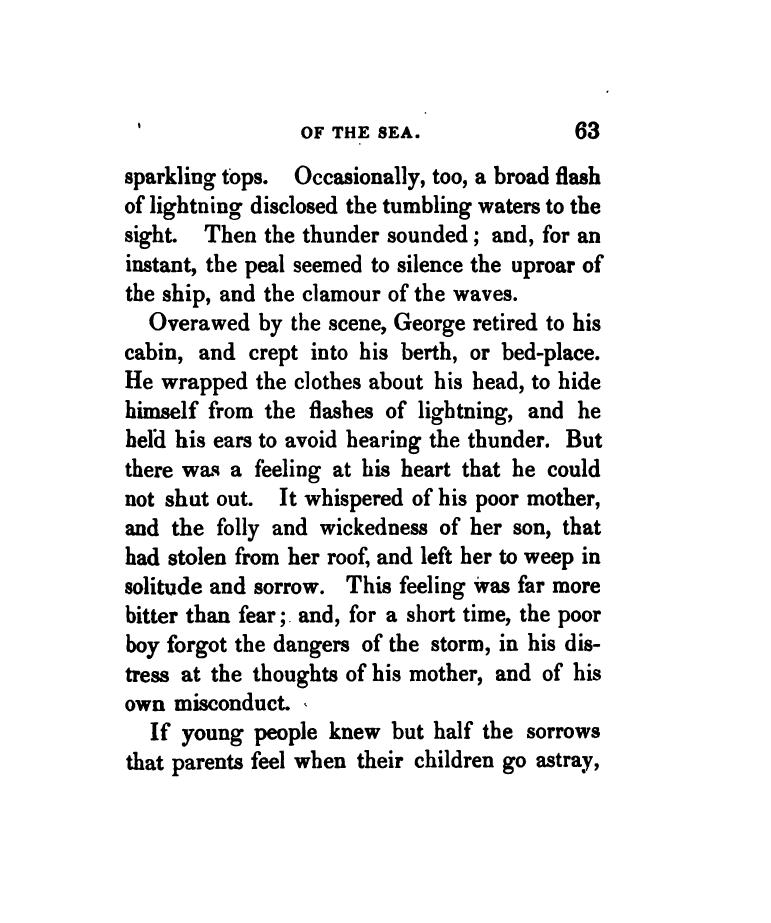 OF THE SEA. 63
sparkling tops. Occasionally, too, a broad flash
of lightning disclosed the tumbling waters to the
sight. Then the thunder sounded ; and, for an
instant, the peal seemed to silence the uproar of
the ship, and the clamour of the waves.
Overawed by the scene, George retired to his
cabin, and crept into his berth, or bed-place.
He wrapped the clothes about his head, to hide
himself from the flashes of lightning, and he
held his ears to avoid hearing the thunder. But
there was a feeling at his heart that he could
not shut out. It whispered of his poor mother,
and the folly and wickedness of her son, that
had stolen from her roof, and left her to weep in
solitude and sorrow. This feeling was far more
bitter than fear ; and, for a short time, the poor
boy forgot the dangers of the storm, in his dis-
tress at the thoughts of his mother, and of his
own misconduct.
If young people knew but half the sorrows
that parents feel when their children go astray,